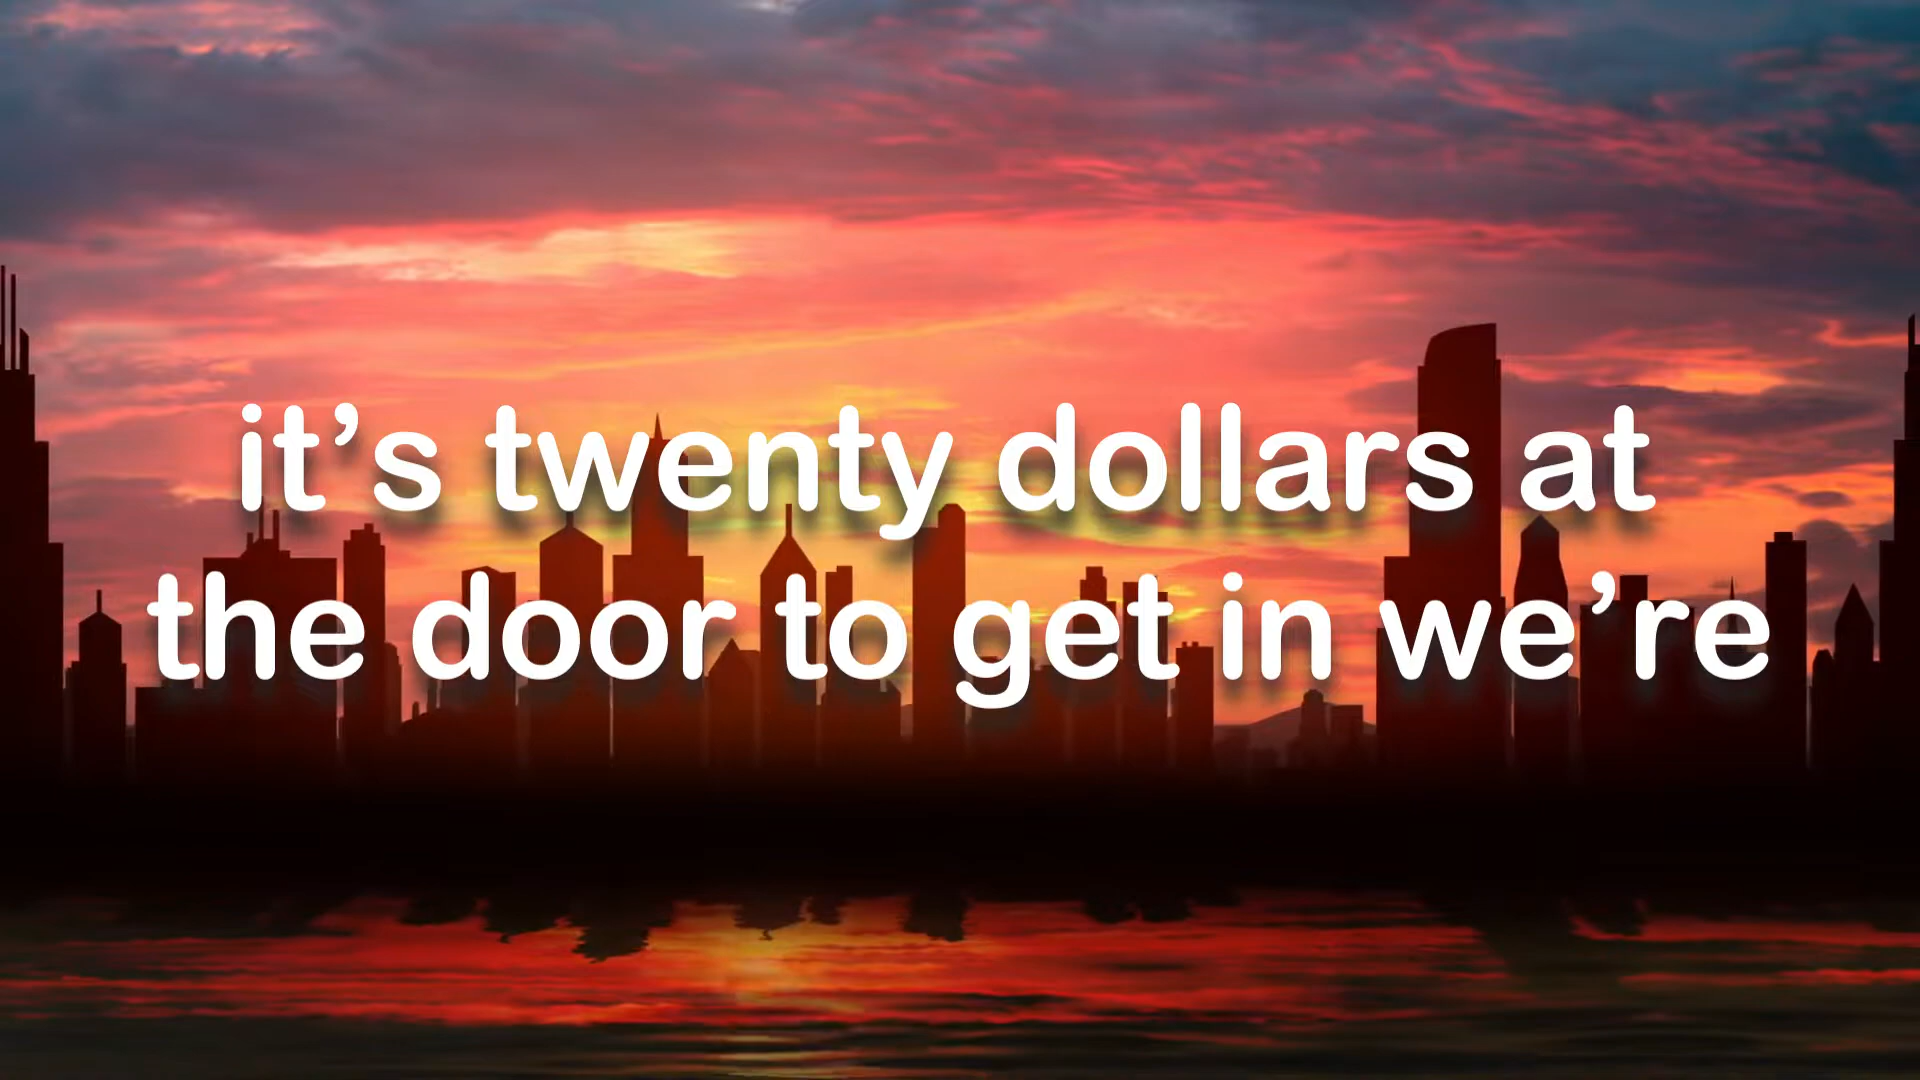 it’s twenty dollars at
the door to get in we’re